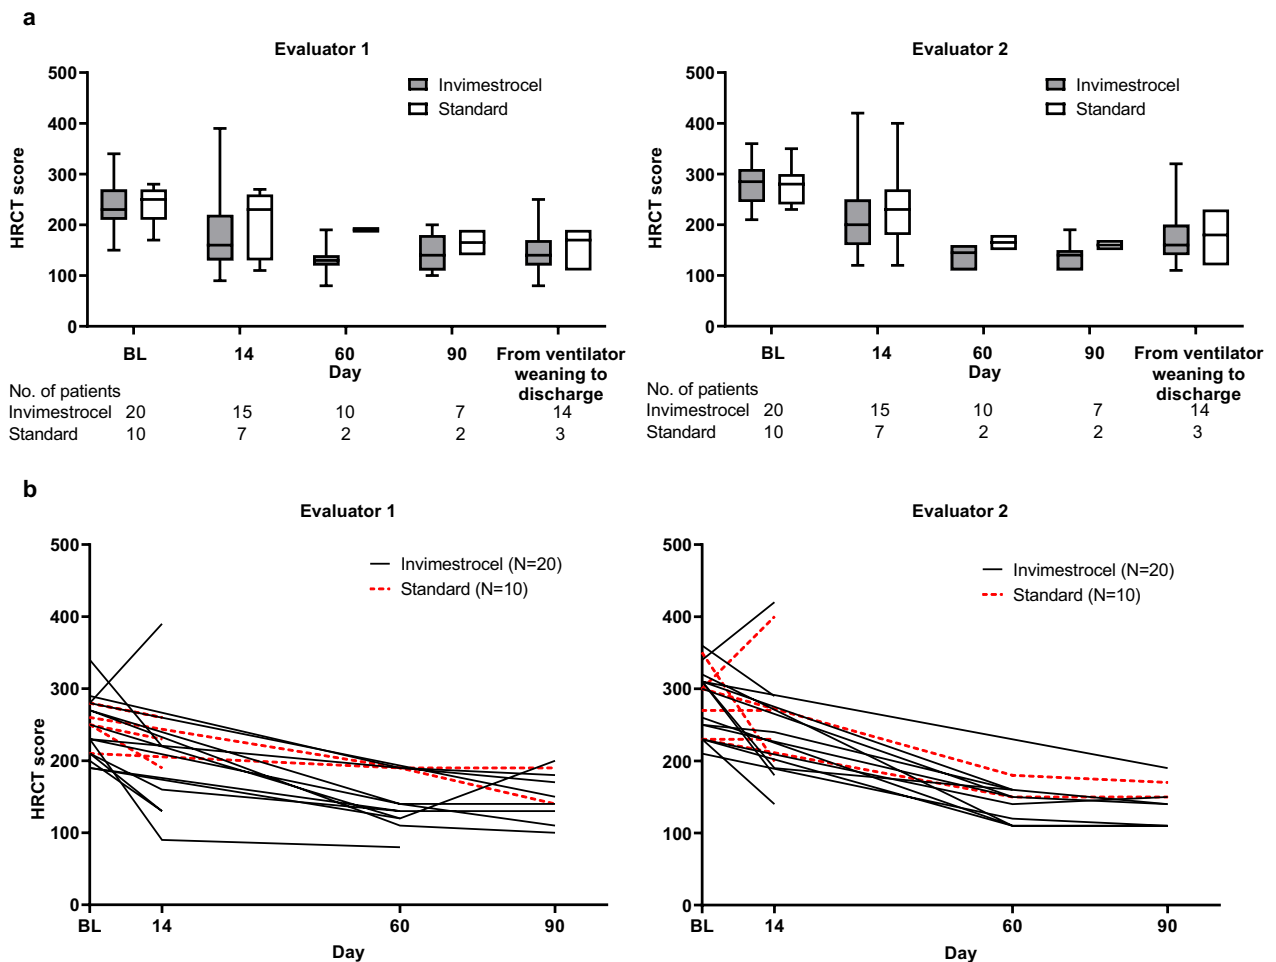 a
Evaluator 1
HRCT score
500
400
300
200
100
0
Invimestrocel
Standard
BL 14 60 90 From ventilator weaning to discharge
Day
No. of patients
Invimestrocel 20 15 10 7 14
Standard 10 7 2 2 3
Evaluator 2
HRCT score
500
400
300
200
100
0
Invimestrocel
Standard
BL 14 60 90 From ventilator weaning to discharge
Day
No. of patients
Invimestrocel 20 15 10 7 14
Standard 10 7 2 2 3
b
Evaluator 1
HRCT score
500
400
300
200
100
0
Invimestrocel (N=20)
Standard (N=10)
BL 14 60 90
Day
Evaluator 2
500
400
300
200
100
0
Invimestrocel (N=20)
Standard (N=10)
BL 14 60 90
Day